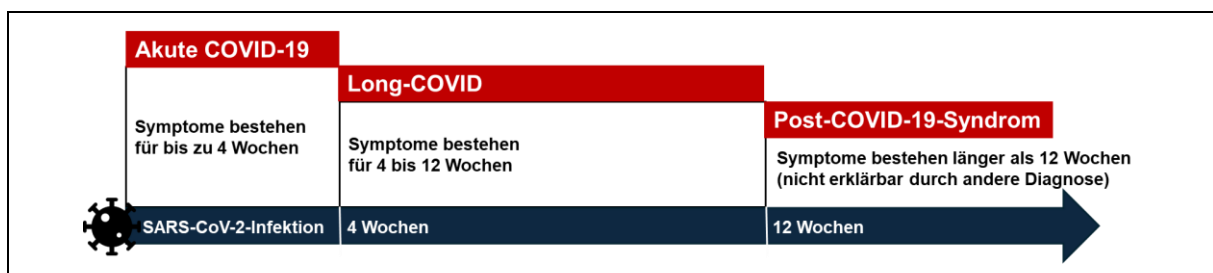 Akute COVID-19
Symptome bestehen
für bis zu 4 Wochen
Long-COVID
Symptome bestehen
für 4 bis 12 Wochen
Post-COVID-19-Syndrom
Symptome bestehen länger als 12 Wochen
(nicht erklärbar durch andere Diagnose)
SARS-CoV-2-Infektion
4 Wochen
12 Wochen